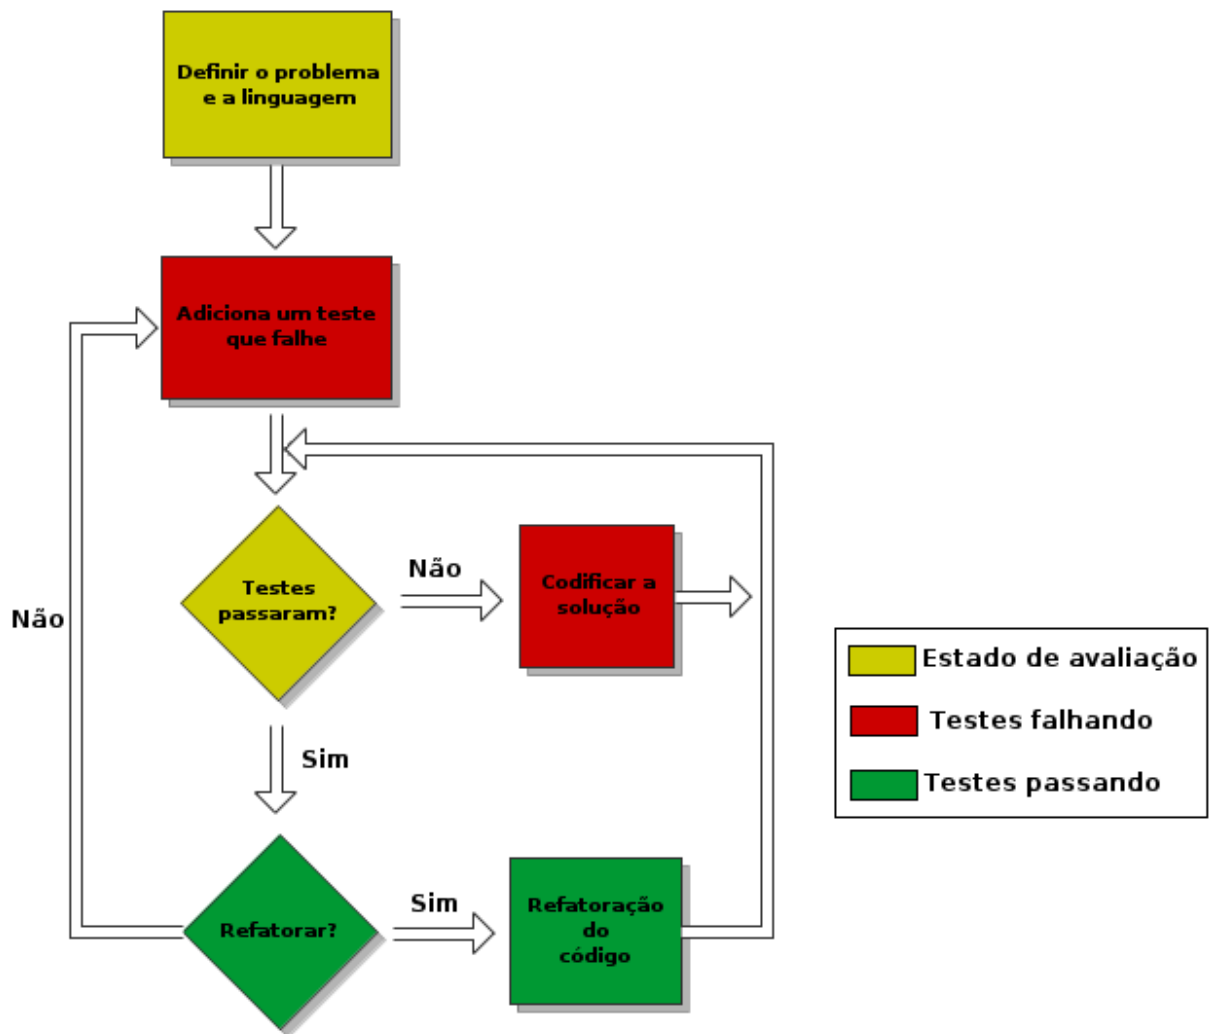 Definir o problema
e a linguagem
Adiciona um teste
que falhe
Testes
passaram?
Não
Codificar a
solução
Não
Sim
Refatorar?
Sim
Refatoração
do
código
Estado de avaliação
Testes falhando
Testes passando